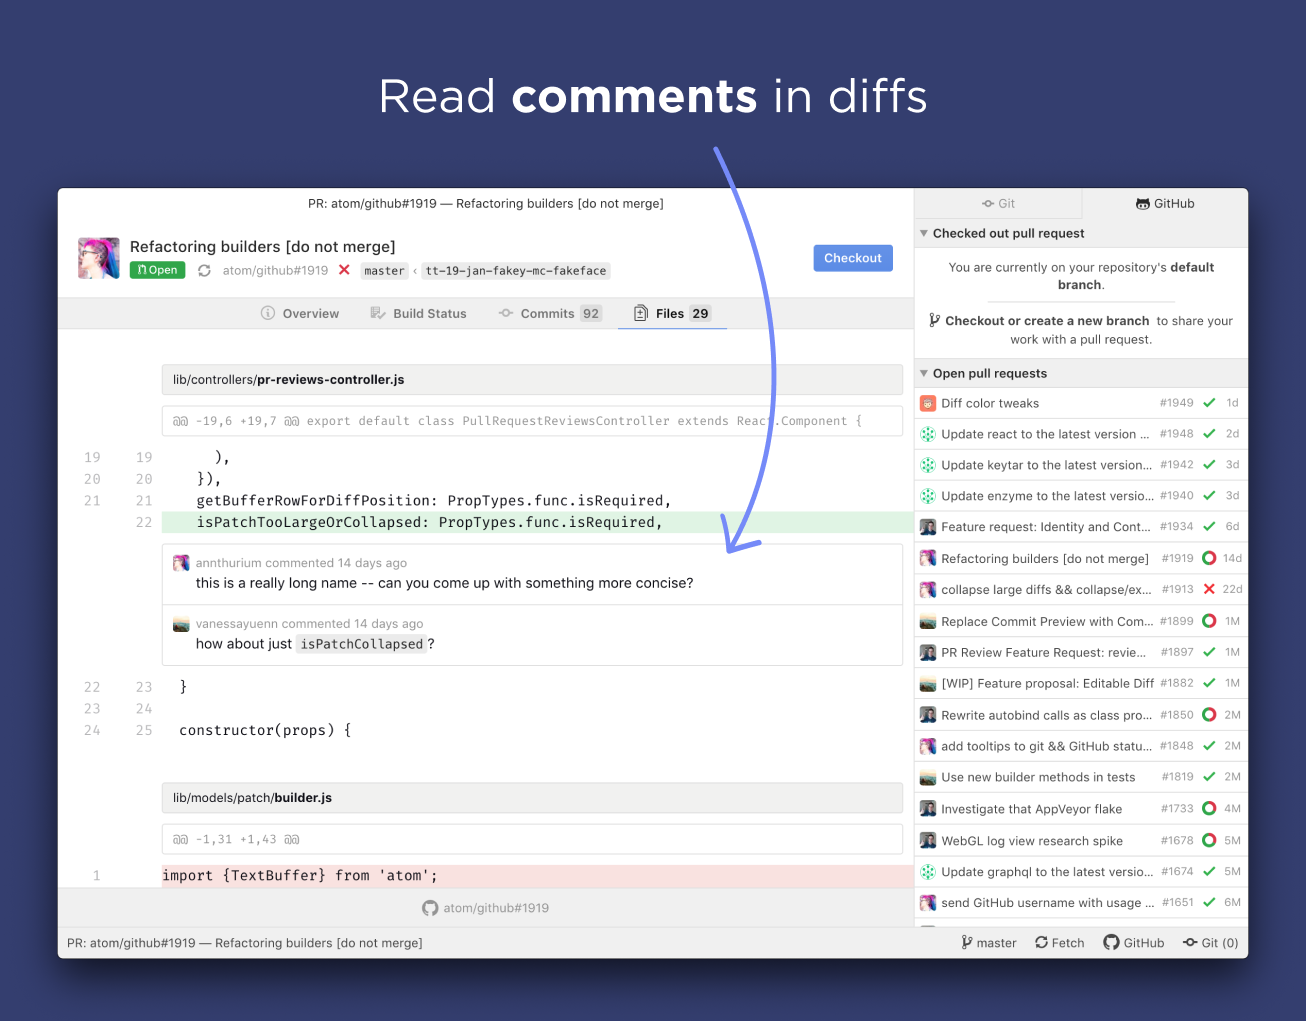 Read comments in diffs
PR: atom/github#1919 — Refactoring builders [do not merge]
Refactoring builders [do not merge]
Open atom/github#1919 master ‹ tt-19-jan-fakey-mc-fakeface
Checkout
Overview Build Status Commits 92 Files 29
lib/controllers/pr-reviews-controller.js
@@ -19,6 +19,7 @@ export default class PullRequestReviewsController extends React.Component {
19 19 ),
20 20 }),
21 21 getBufferRowForDiffPosition: PropTypes.func.isRequired,
22 isPatchTooLargeOrCollapsed: PropTypes.func.isRequired,
annthurium commented 14 days ago
this is a really long name -- can you come up with something more concise?
vanessayuenn commented 14 days ago
how about just isPatchCollapsed?
22 23 }
23 24
24 25 constructor(props) {
lib/models/patch/builder.js
@@ -1,31 +1,43 @@
1 import {TextBuffer} from 'atom';
atom/github#1919
Git GitHub
Checked out pull request
You are currently on your repository's default
branch.
Checkout or create a new branch to share your
work with a pull request.
Open pull requests
Diff color tweaks #1949 1d
Update react to the latest version ... #1948 2d
Update keytar to the latest version... #1942 3d
Update enzyme to the latest versio... #1940 3d
Feature request: Identity and Cont... #1934 6d
Refactoring builders [do not merge] #1919 14d
collapse large diffs && collapse/ex... #1913 22d
Replace Commit Preview with Com... #1899 1M
PR Review Feature Request: revie... #1897 1M
[WIP] Feature proposal: Editable Diff #1882 1M
Rewrite autobind calls as class pro... #1850 2M
add tooltips to git && GitHub statu... #1848 2M
Use new builder methods in tests #1819 2M
Investigate that AppVeyor flake #1733 4M
WebGL log view research spike #1678 5M
Update graphql to the latest versio... #1674 5M
send GitHub username with usage ... #1651 6M
PR: atom/github#1919 — Refactoring builders [do not merge]
master Fetch GitHub Git (0)